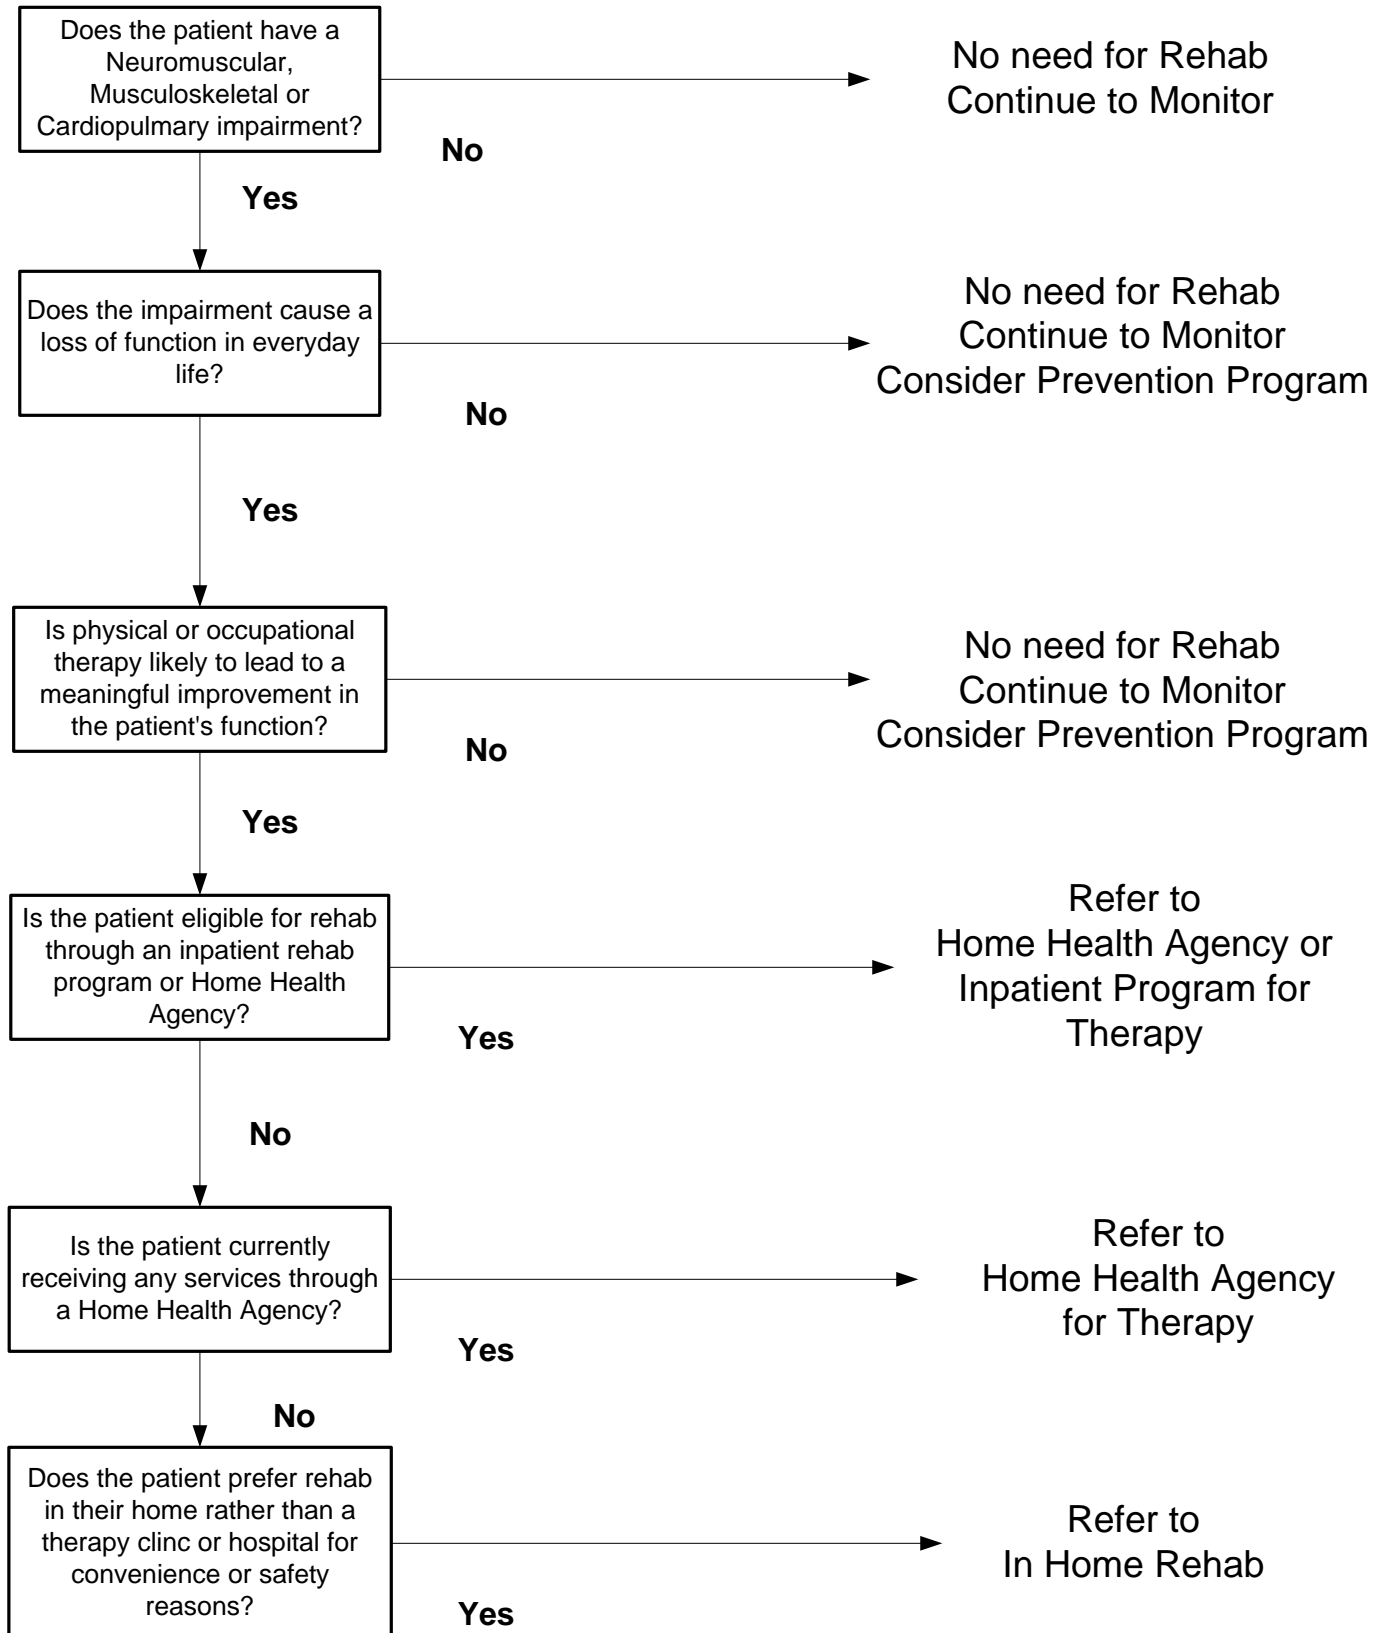 Does the patient have a
Neuromuscular,
Musculoskeletal or
Cardiopulmary impairment?
No need for Rehab
Continue to Monitor
No
Yes
Does the impairment cause a
loss of function in everyday
life?
No need for Rehab
Continue to Monitor
Consider Prevention Program
No
Yes
Is physical or occupational
therapy likely to lead to a
meaningful improvement in
the patient's function?
No need for Rehab
Continue to Monitor
Consider Prevention Program
No
Yes
Is the patient eligible for rehab
through an inpatient rehab
program or Home Health
Agency?
Refer to
Home Health Agency or
Inpatient Program for
Therapy
Yes
No
Is the patient currently
receiving any services through
a Home Health Agency?
Refer to
Home Health Agency
for Therapy
Yes
No
Does the patient prefer rehab
in their home rather than a
therapy clinc or hospital for
convenience or safety
reasons?
Refer to
In Home Rehab
Yes